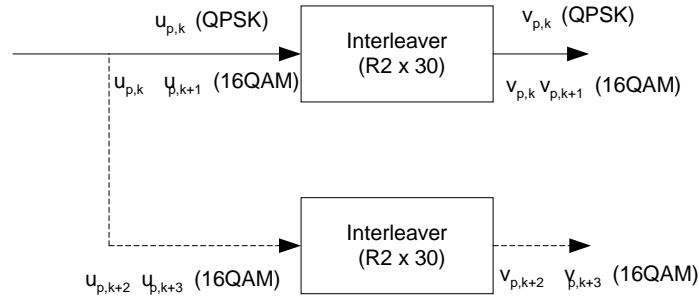 u_{p,k} (QPSK)
Interleaver
(R2 x 30)
v_{p,k} (QPSK)
u_{p,k} u_{p,k+1} (16QAM)
v_{p,k} v_{p,k+1} (16QAM)
Interleaver
(R2 x 30)
u_{p,k+2} u_{p,k+3} (16QAM)
v_{p,k+2} v_{p,k+3} (16QAM)